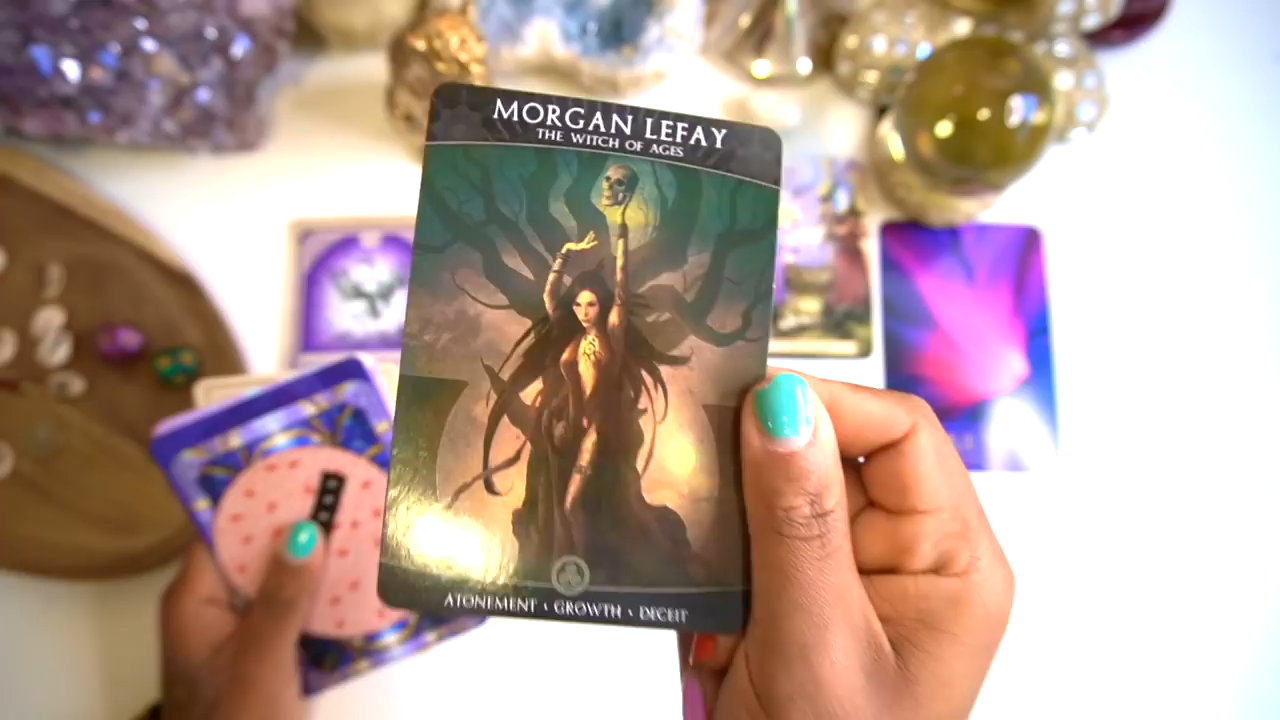 MORGAN LEFAY
THE WITCH OF AGES
ATONEMENT • GROWTH • DECEIT